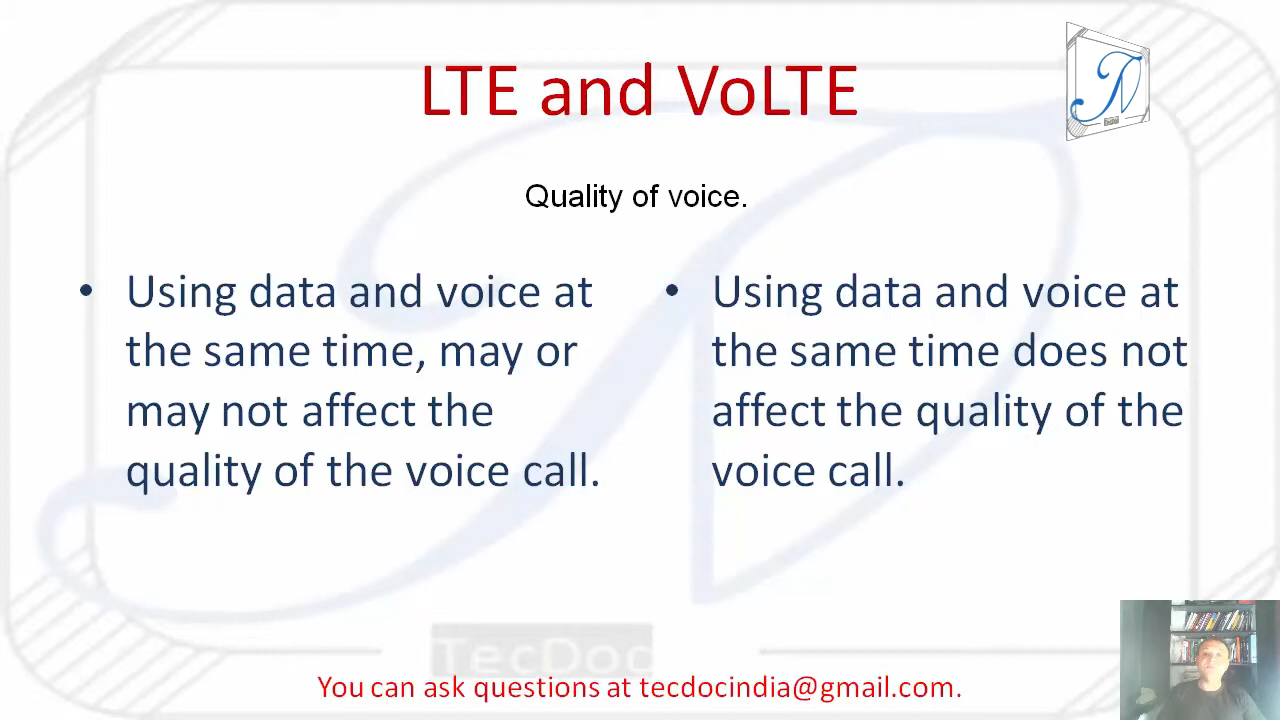 LTE and VoLTE
Quality of voice.
• Using data and voice at
the same time, may or
may not affect the
quality of the voice call.
• Using data and voice at
the same time does not
affect the quality of the
voice call.
TecDoc
You can ask questions at tecdocindia@gmail.com.